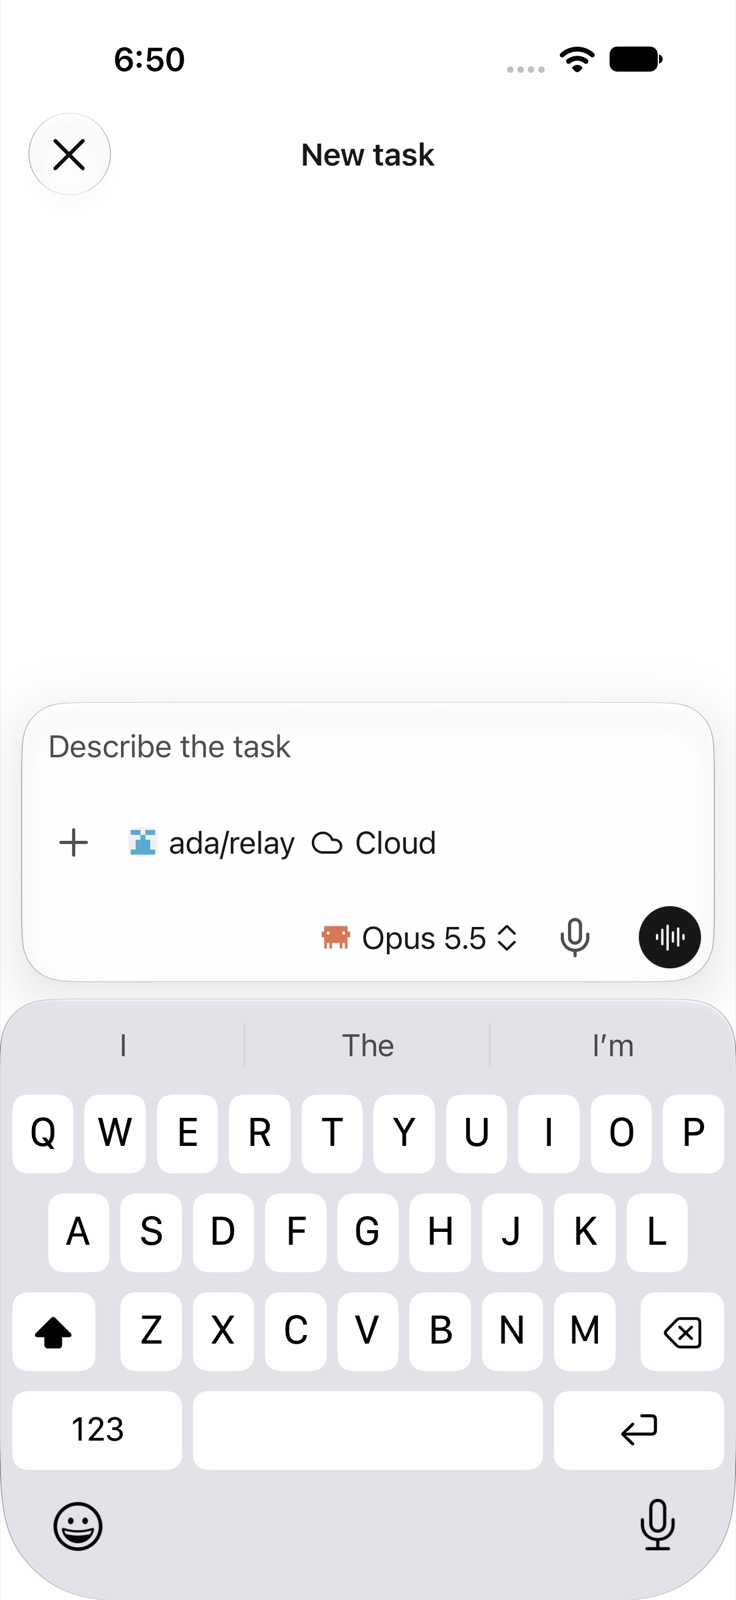 6:50
New task
Describe the task
ada/relay Cloud
Opus 5.5
I The I’m
Q W E R T Y U I O P
A S D F G H J K L
Z X C V B N M
123